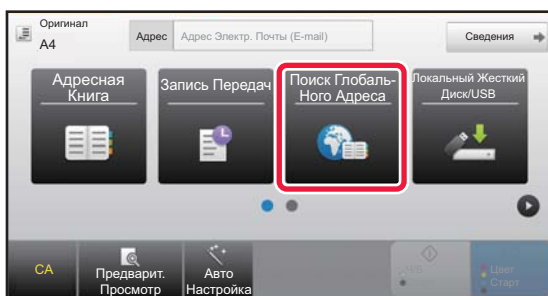 Оригинал
A4
Адрес
Адрес Электр. Почты (E-mail)
Сведения
Адресная
Книга
Запись Передач
Поиск Глобаль-
Ного Адреса
Локальный Жесткий
Диск/USB
CA
Предварит.
Просмотр
Авто
Настройка
Ч/Б
Старт
Цвет
Старт